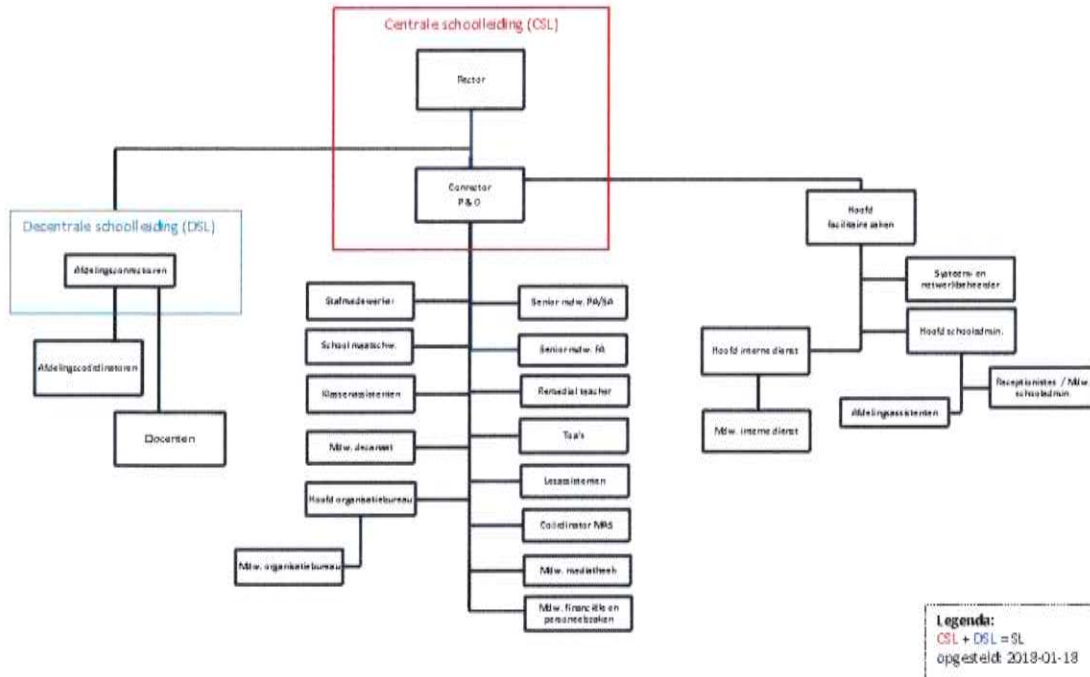 Centrale schoolleiding (CSL)
Rector
Conrector
P & O
Decentrale schoolleiding (DSL)
Afdelingsconrectoren
Afdelingscoördinatoren
Docenten
Hoofd
facilitaire zaken
Systeem- en
netwerkbeheerder
Hoofd schooladmin.
Hoofd interne dienst
Receptionistes / Mdw.
schooladmin.
Afdelingsassistenten
Mdw. interne dienst
Stafmedewerker
Senior mdw. PA/SA
School maatschw.
Senior mdw. FA
Klassenassistenten
Remedial teacher
Mdw. decanaat
Toa's
Hoofd organisatiebureau
Lesassistenten
Coördinator MAS
Mdw. organisatiebureau
Mdw. mediatheek
Mdw. financiële en
personeelszaken
Legenda:
CSL + DSL = SL
opgesteld: 2018-01-18